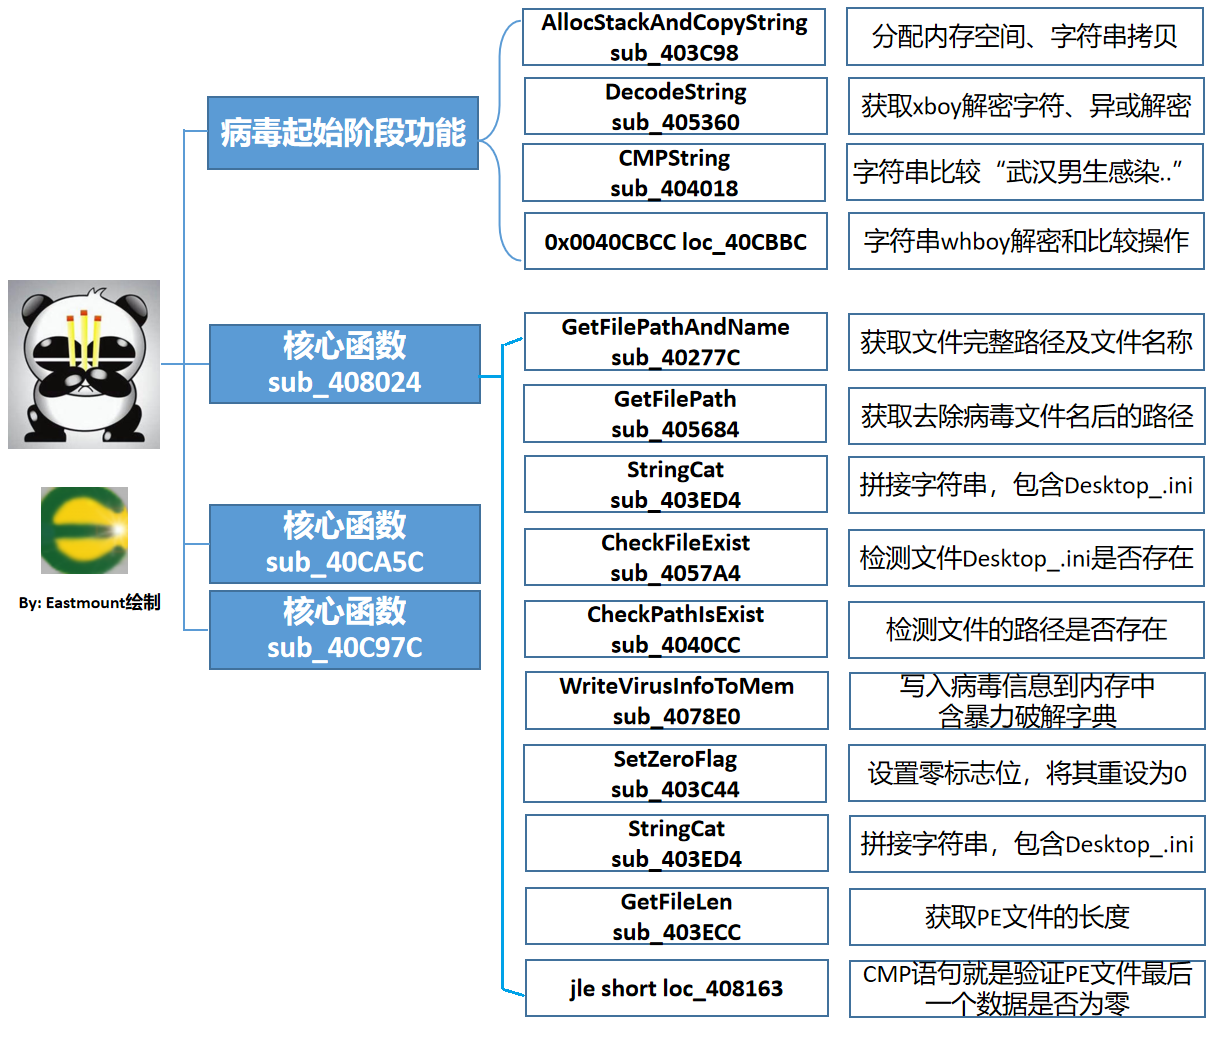 病毒起始阶段功能
AllocStackAndCopyString
sub_403C98
分配内存空间、字符串拷贝
DecodeString
sub_405360
获取xboy解密字符、异或解密
CMPString
sub_404018
字符串比较“武汉男生感染..”
0x0040CBCC loc_40CBBC
字符串whboy解密和比较操作
核心函数
sub_408024
GetFilePathAndName
sub_40277C
获取文件完整路径及文件名称
GetFilePath
sub_405684
获取去除病毒文件名后的路径
StringCat
sub_403ED4
拼接字符串，包含Desktop_.ini
CheckFileExist
sub_4057A4
检测文件Desktop_.ini是否存在
CheckPathIsExist
sub_4040CC
检测文件的路径是否存在
WriteVirusInfoToMem
sub_4078E0
写入病毒信息到内存中
含暴力破解字典
SetZeroFlag
sub_403C44
设置零标志位，将其重设为0
StringCat
sub_403ED4
拼接字符串，包含Desktop_.ini
GetFileLen
sub_403ECC
获取PE文件的长度
jle short loc_408163
CMP语句就是验证PE文件最后
一个数据是否为零
核心函数
sub_40CA5C
核心函数
sub_40C97C
By: Eastmount绘制